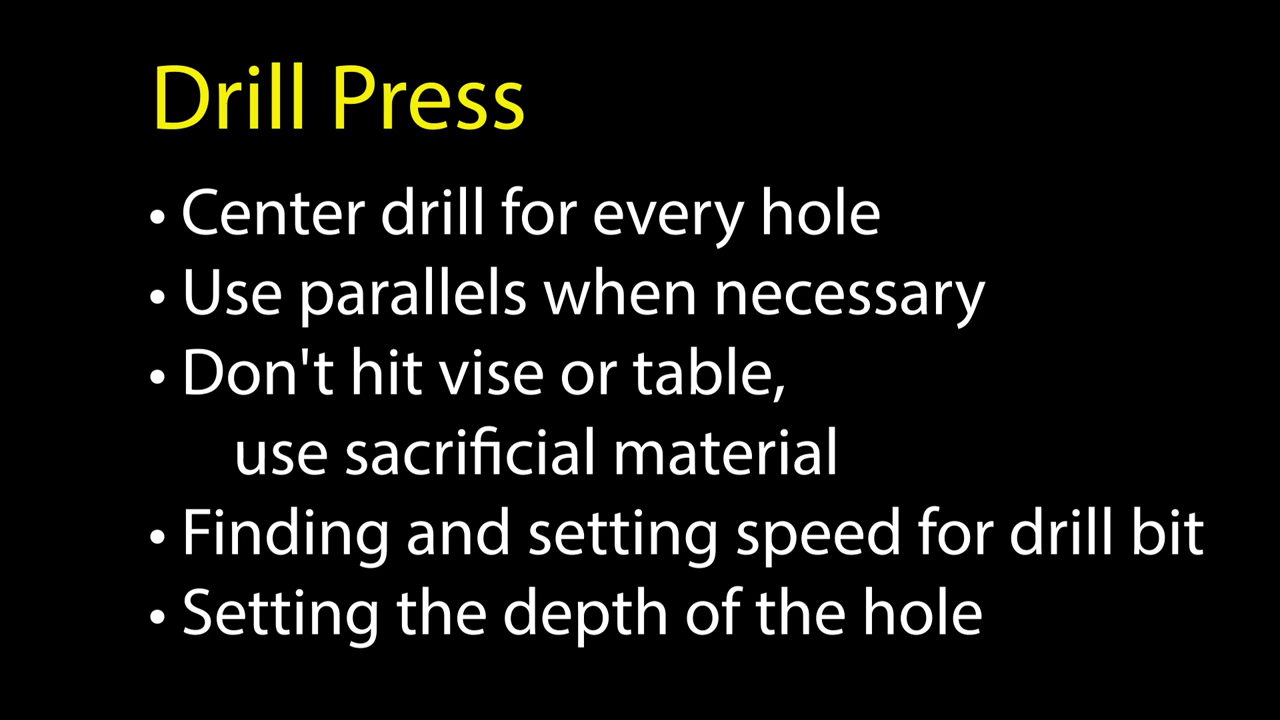 Drill Press
• Center drill for every hole
• Use parallels when necessary
• Don't hit vise or table,
use sacrificial material
• Finding and setting speed for drill bit
• Setting the depth of the hole